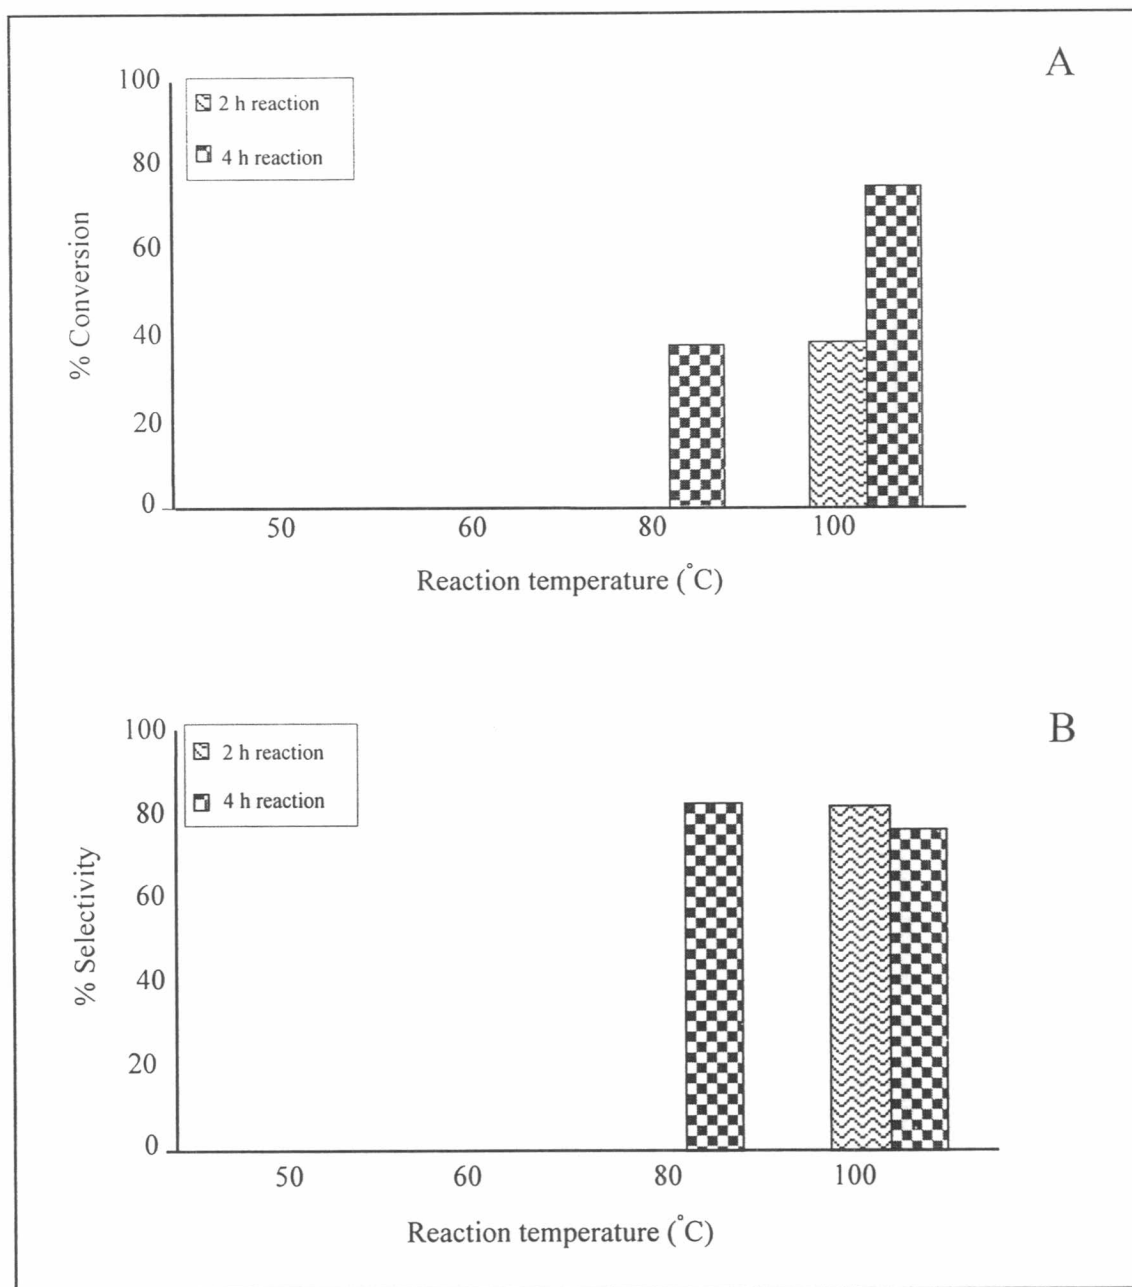 A
100
80
60
40
20
0
% Conversion
2 h reaction
4 h reaction
50 60 80 100
Reaction temperature (°C)
B
100
80
60
40
20
0
% Selectivity
2 h reaction
4 h reaction
50 60 80 100
Reaction temperature (°C)